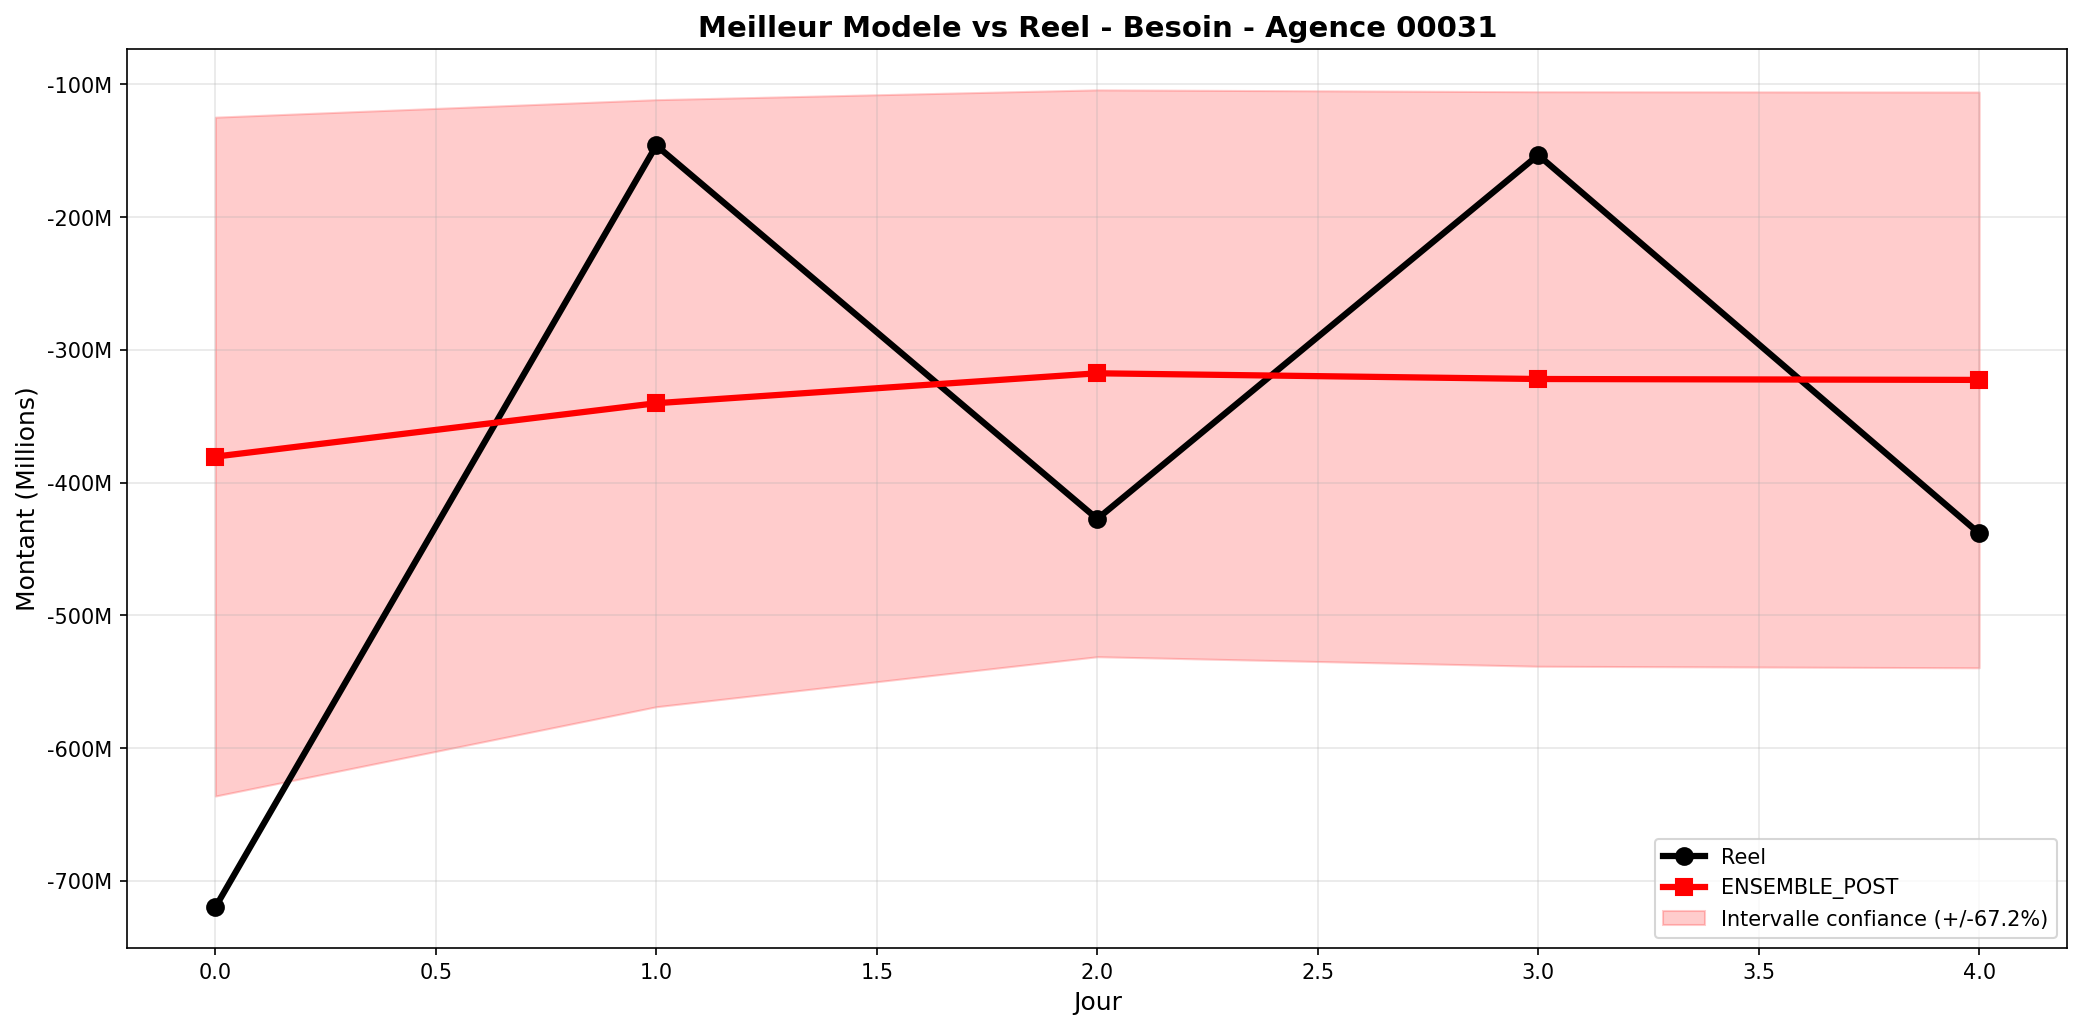 Meilleur Modele vs Reel - Besoin - Agence 00031
Montant (Millions)
-100M
-200M
-300M
-400M
-500M
-600M
-700M
0.0 0.5 1.0 1.5 2.0 2.5 3.0 3.5 4.0
Jour
Reel
ENSEMBLE_POST
Intervalle confiance (+/-67.2%)